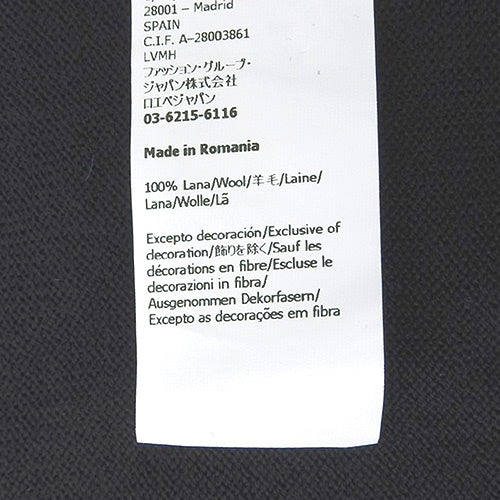 28001 – Madrid
SPAIN
C.I.F. A–28003861
LVMH
ファッション・グループ・
ジャパン株式会社
ロエベジャパン
03-6215-6116
Made in Romania
100% Lana/Wool/羊毛/Laine/
Lana/Wolle/Lã
Excepto decoración/Exclusive of
decoration/飾りを除く/Sauf les
décorations en fibre/Escluse le
decorazioni in fibra/
Ausgenommen Dekorfasern/
Excepto as decorações em fibra